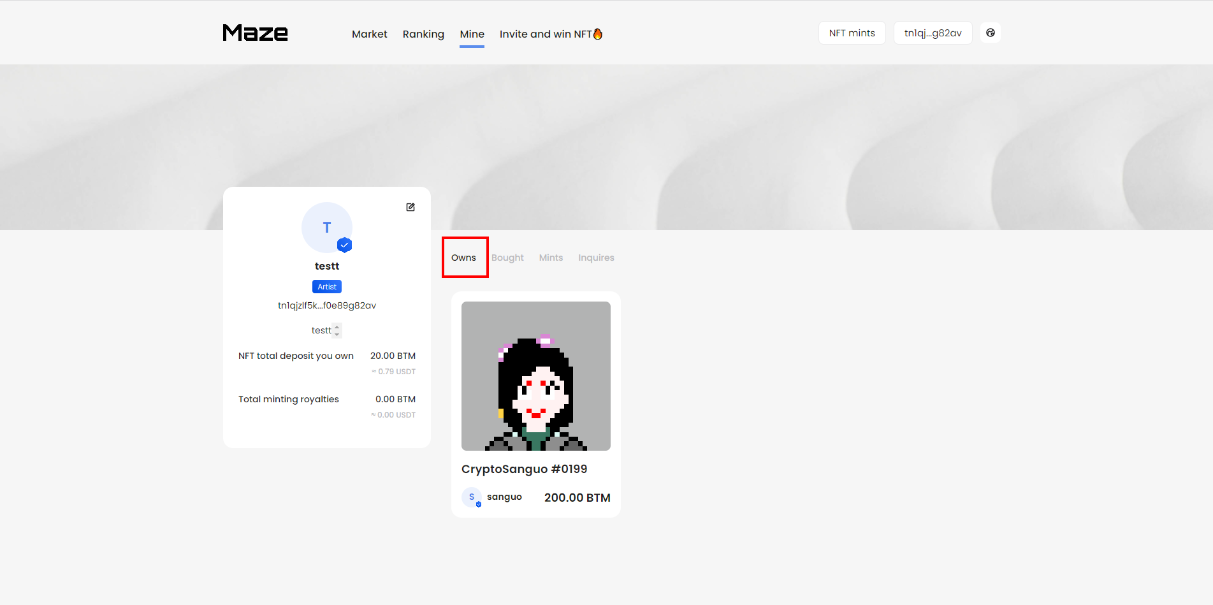 Maze
Market Ranking Mine Invite and win NFT🔥
NFT mints tn1qj...g82av
T
testt
Artist
tn1qjzlf5k...f0e89g82av
testt
NFT total deposit you own 20.00 BTM
≈ 0.79 USDT
Total minting royalties 0.00 BTM
≈ 0.00 USDT
Owns Bought Mints Inquires
CryptoSanguo #0199
S sanguo 200.00 BTM